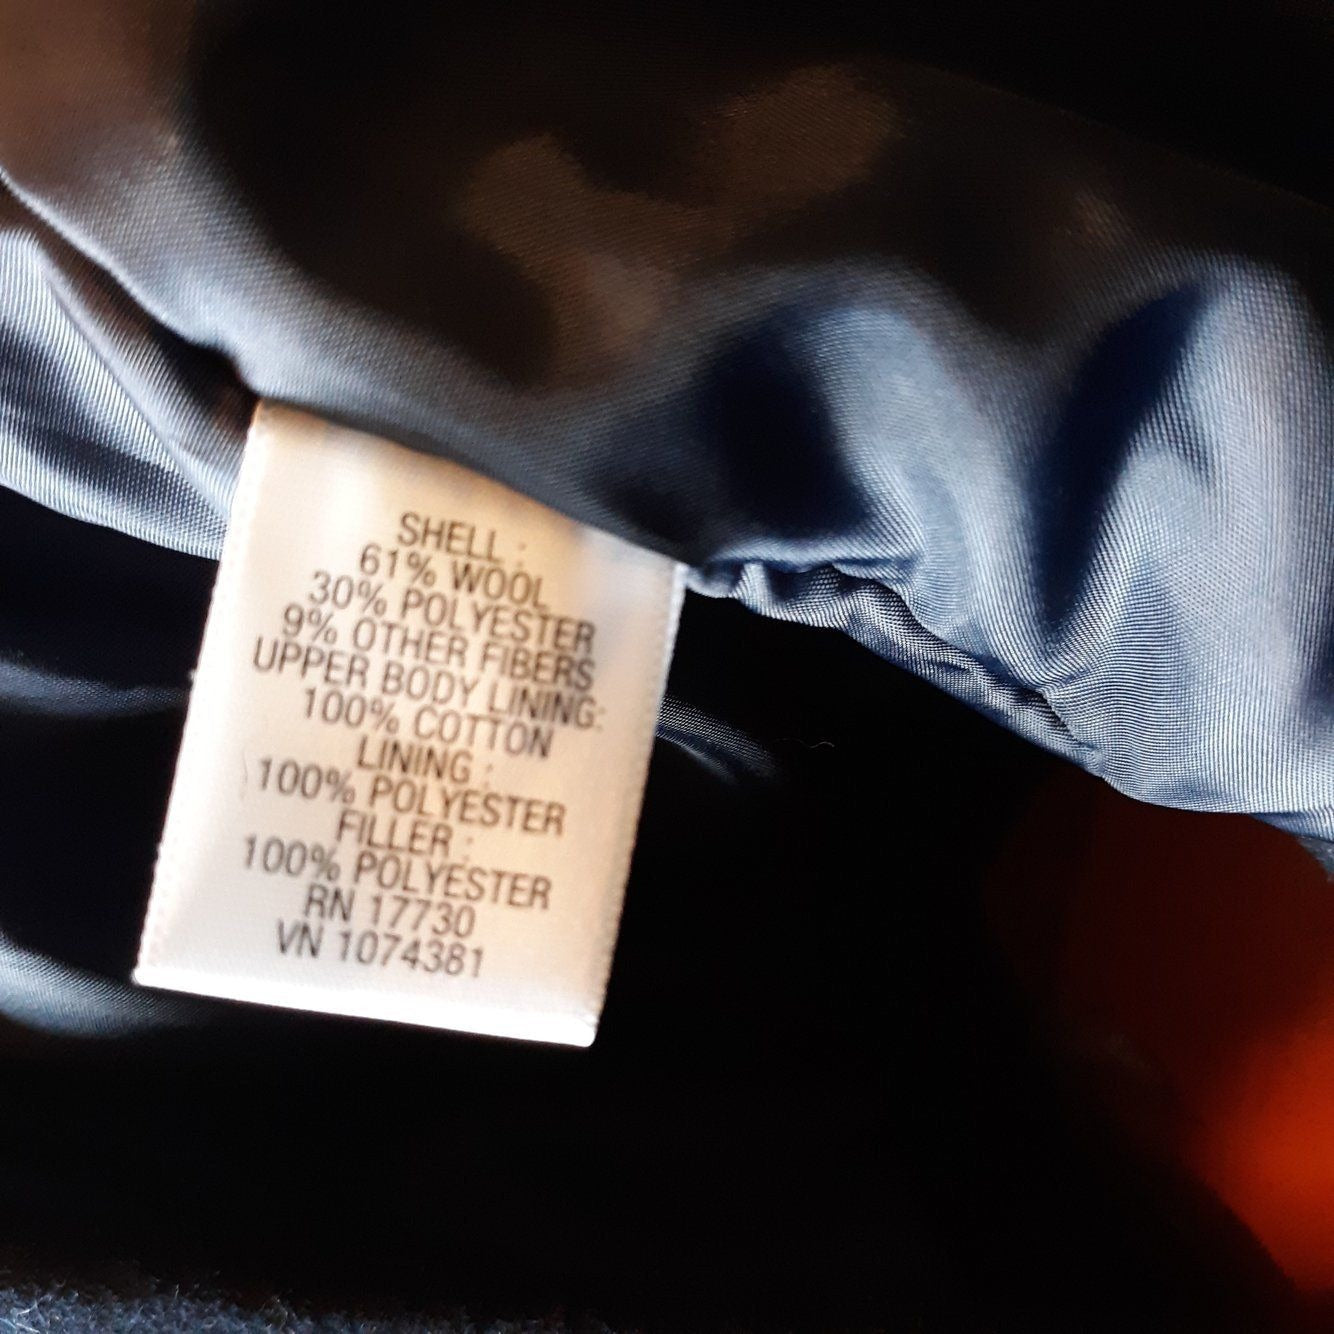 SHELL :
61% WOOL
30% POLYESTER
9% OTHER FIBERS
UPPER BODY LINING:
100% COTTON
LINING :
100% POLYESTER
FILLER :
100% POLYESTER
RN 17730
VN 1074381